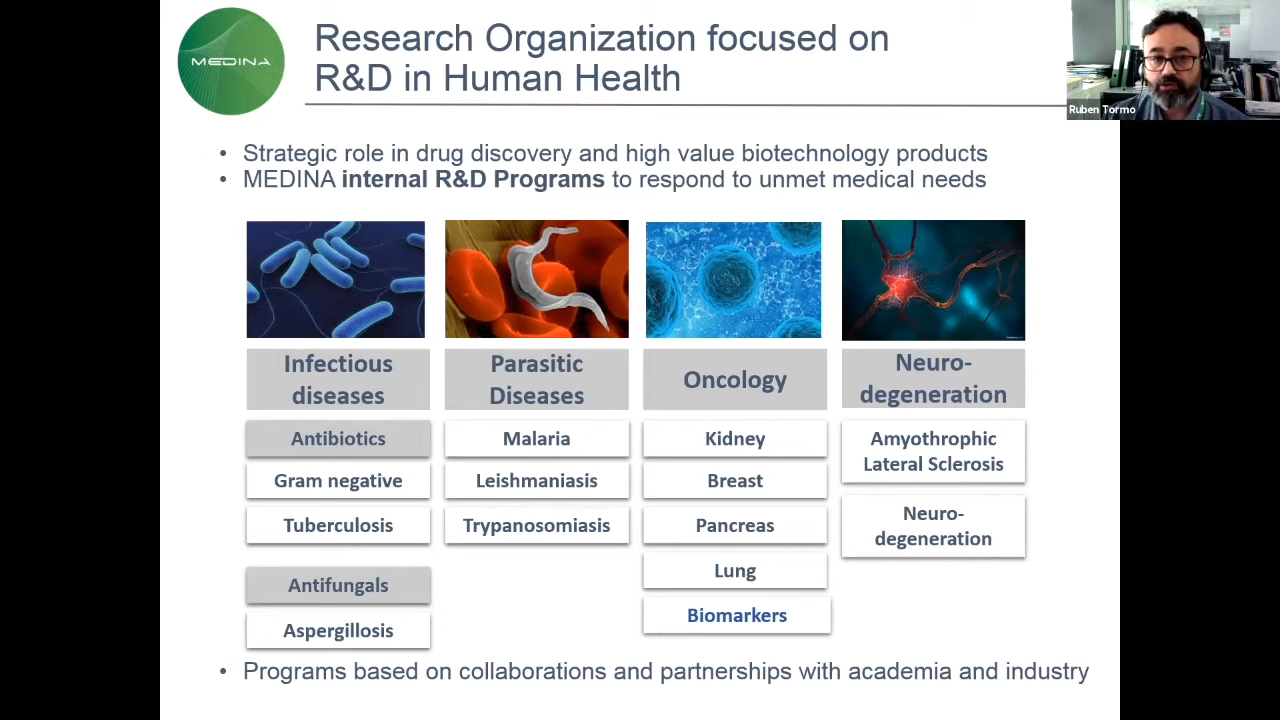 MEDINA
Research Organization focused on
R&D in Human Health
Ruben Tormo
• Strategic role in drug discovery and high value biotechnology products
• MEDINA internal R&D Programs to respond to unmet medical needs
Infectious
diseases
Antibiotics
Gram negative
Tuberculosis
Antifungals
Aspergillosis
Parasitic
Diseases
Malaria
Leishmaniasis
Trypanosomiasis
Oncology
Kidney
Breast
Pancreas
Lung
Biomarkers
Neuro-
degeneration
Amyothrophic
Lateral Sclerosis
Neuro-
degeneration
• Programs based on collaborations and partnerships with academia and industry